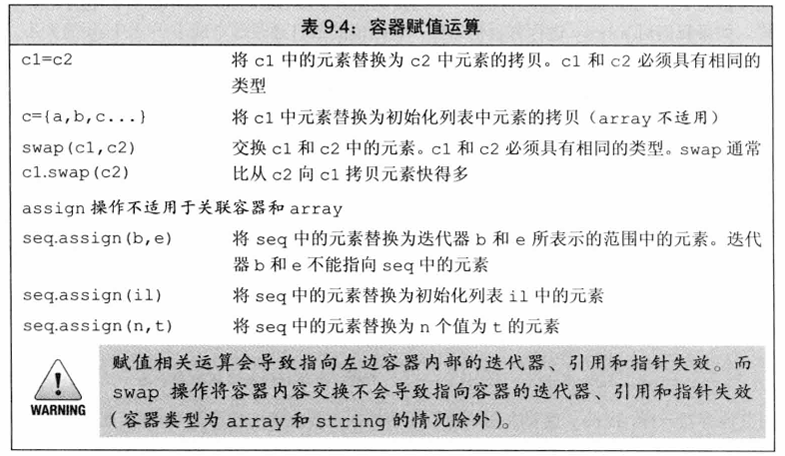 表 9.4：容器赋值运算
c1=c2 将 c1 中的元素替换为 c2 中元素的拷贝。c1 和 c2 必须具有相同的
类型
c={a,b,c...} 将 c1 中元素替换为初始化列表中元素的拷贝（array 不适用）
swap(c1,c2) 交换 c1 和 c2 中的元素。c1 和 c2 必须具有相同的类型。swap 通常
c1.swap(c2) 比从 c2 向 c1 拷贝元素快得多
assign 操作不适用于关联容器和 array
seq.assign(b,e) 将 seq 中的元素替换为迭代器 b 和 e 所表示的范围中的元素。迭代
器 b 和 e 不能指向 seq 中的元素
seq.assign(il) 将 seq 中的元素替换为初始化列表 il 中的元素
seq.assign(n,t) 将 seq 中的元素替换为 n 个值为 t 的元素
赋值相关运算会导致指向左边容器内部的迭代器、引用和指针失效。而
swap 操作将容器内容交换不会导致指向容器的迭代器、引用和指针失效
（容器类型为 array 和 string 的情况除外）。
WARNING